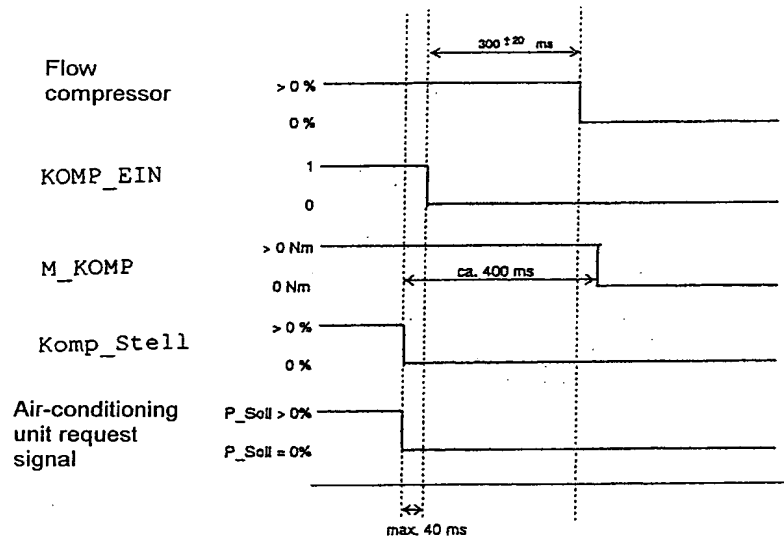 300 ±20 ms
Flow
compressor
> 0 %
0 %
KOMP_EIN
1
0
M_KOMP
> 0 Nm
0 Nm
ca. 400 ms
Komp_Stell
> 0 %
0 %
Air-conditioning
unit request
signal
P_Soll > 0%
P_Soll = 0%
max. 40 ms